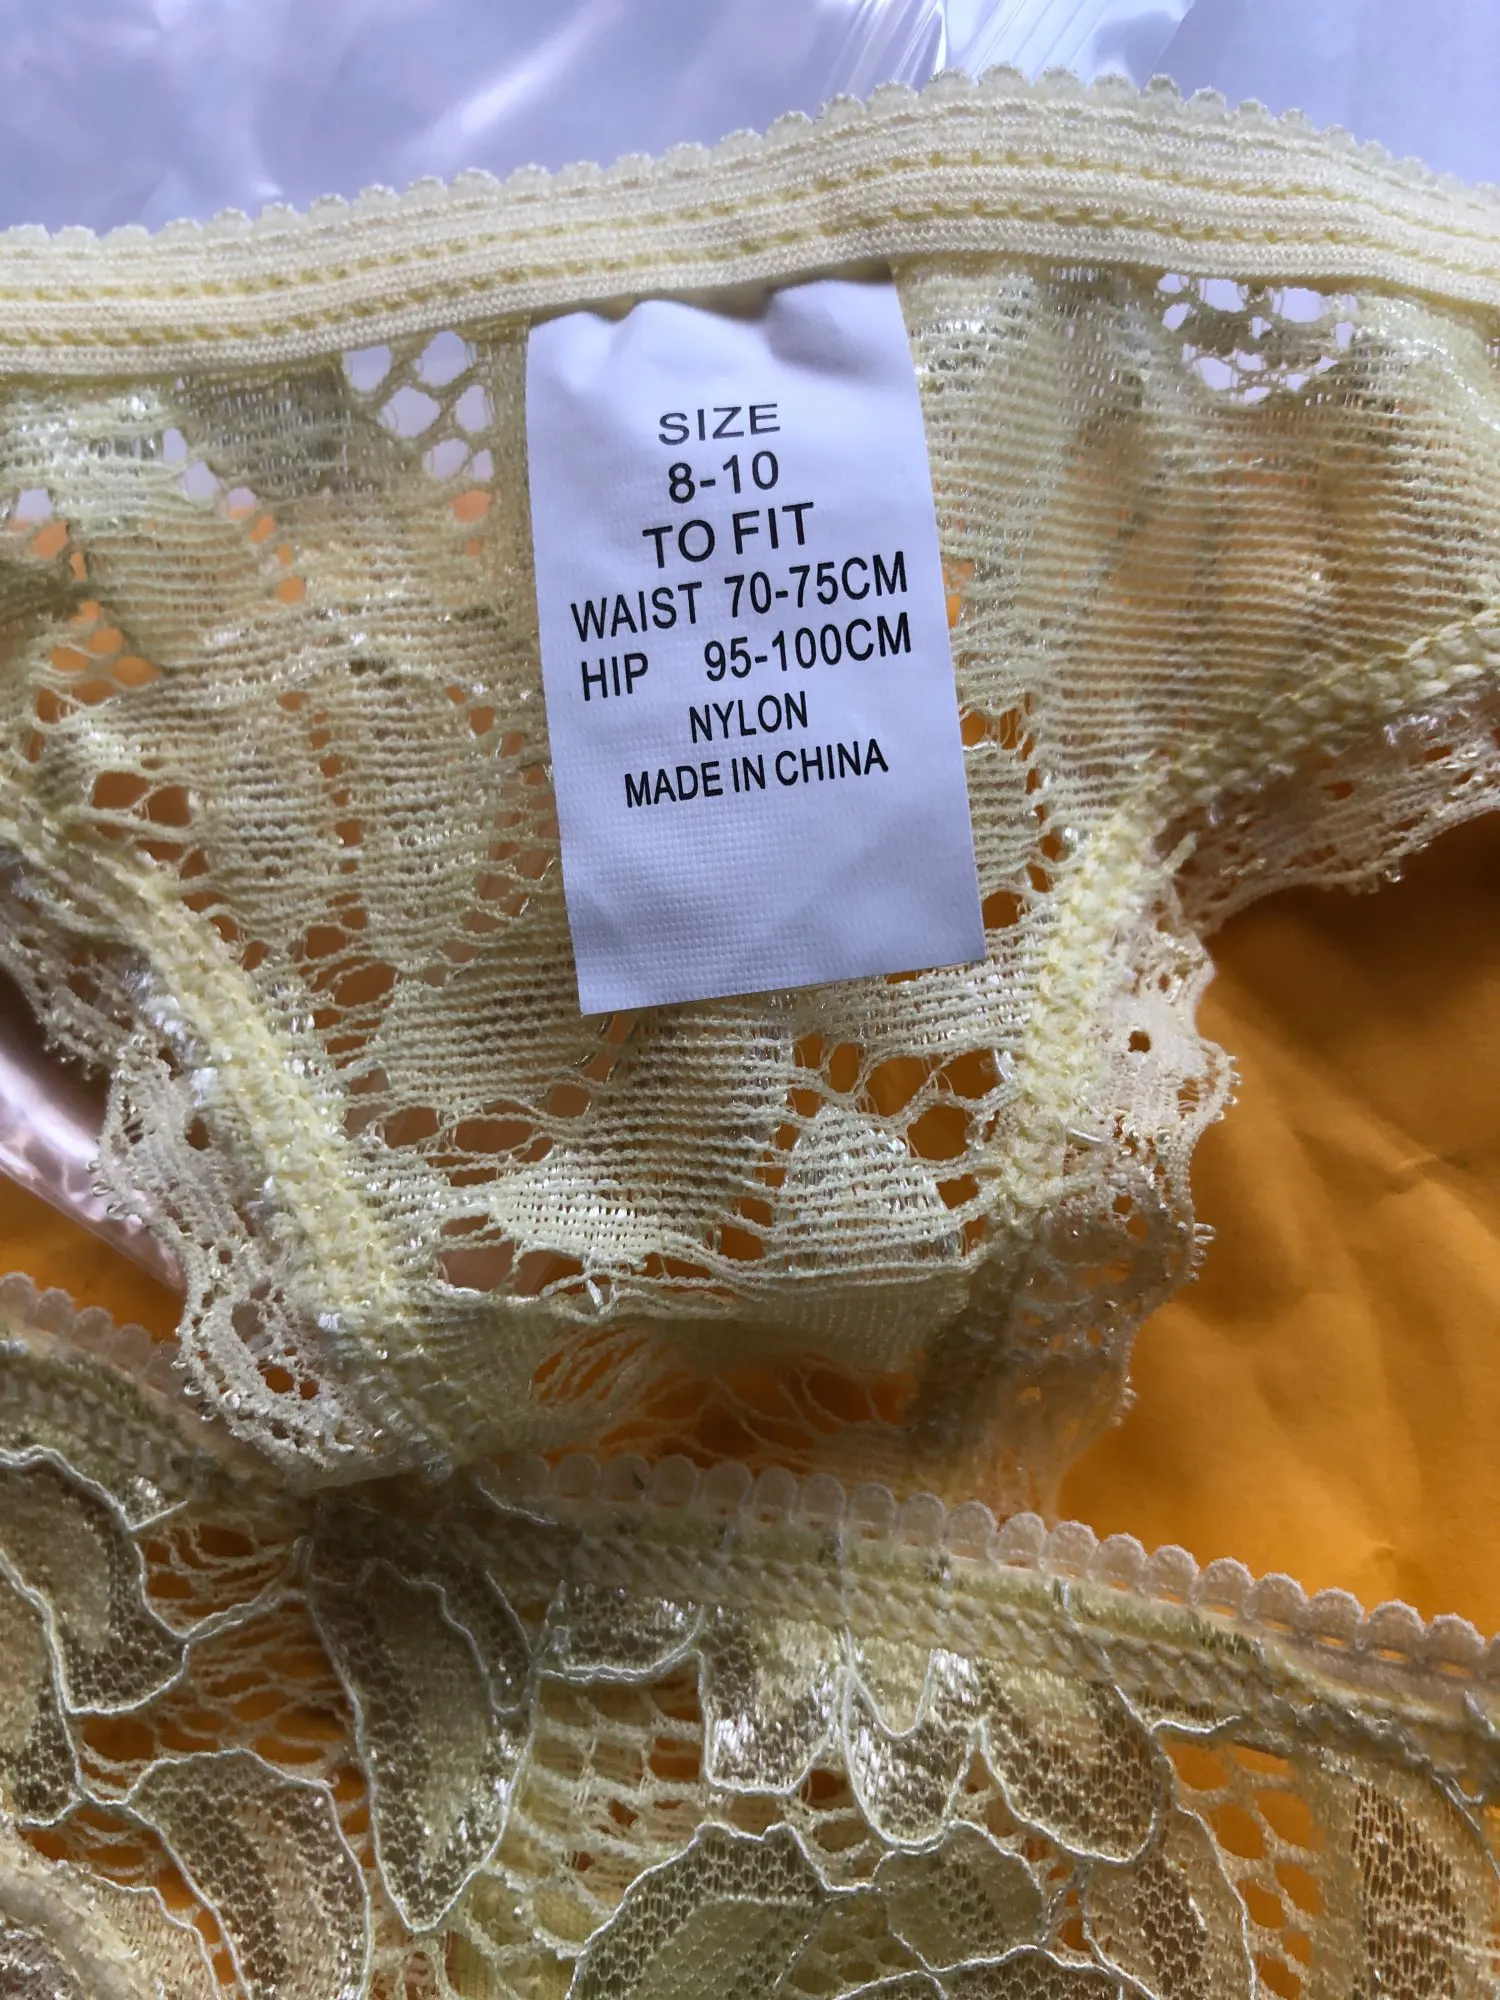 SIZE
8-10
TO FIT
WAIST 70-75CM
HIP 95-100CM
NYLON
MADE IN CHINA